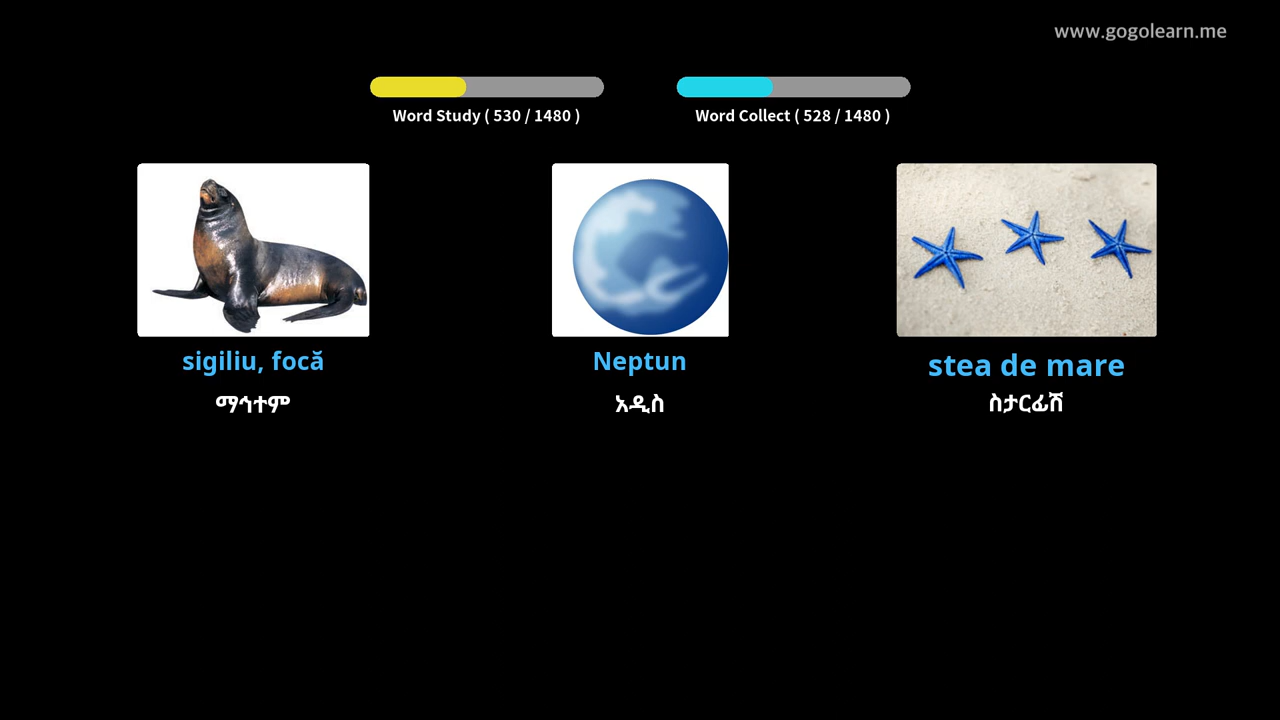 www.gogolearn.me
Word Study ( 530 / 1480 )
Word Collect ( 528 / 1480 )
sigiliu, focă
Neptun
stea de mare
ማኅተም
አዲስ
ስታርፊሽ